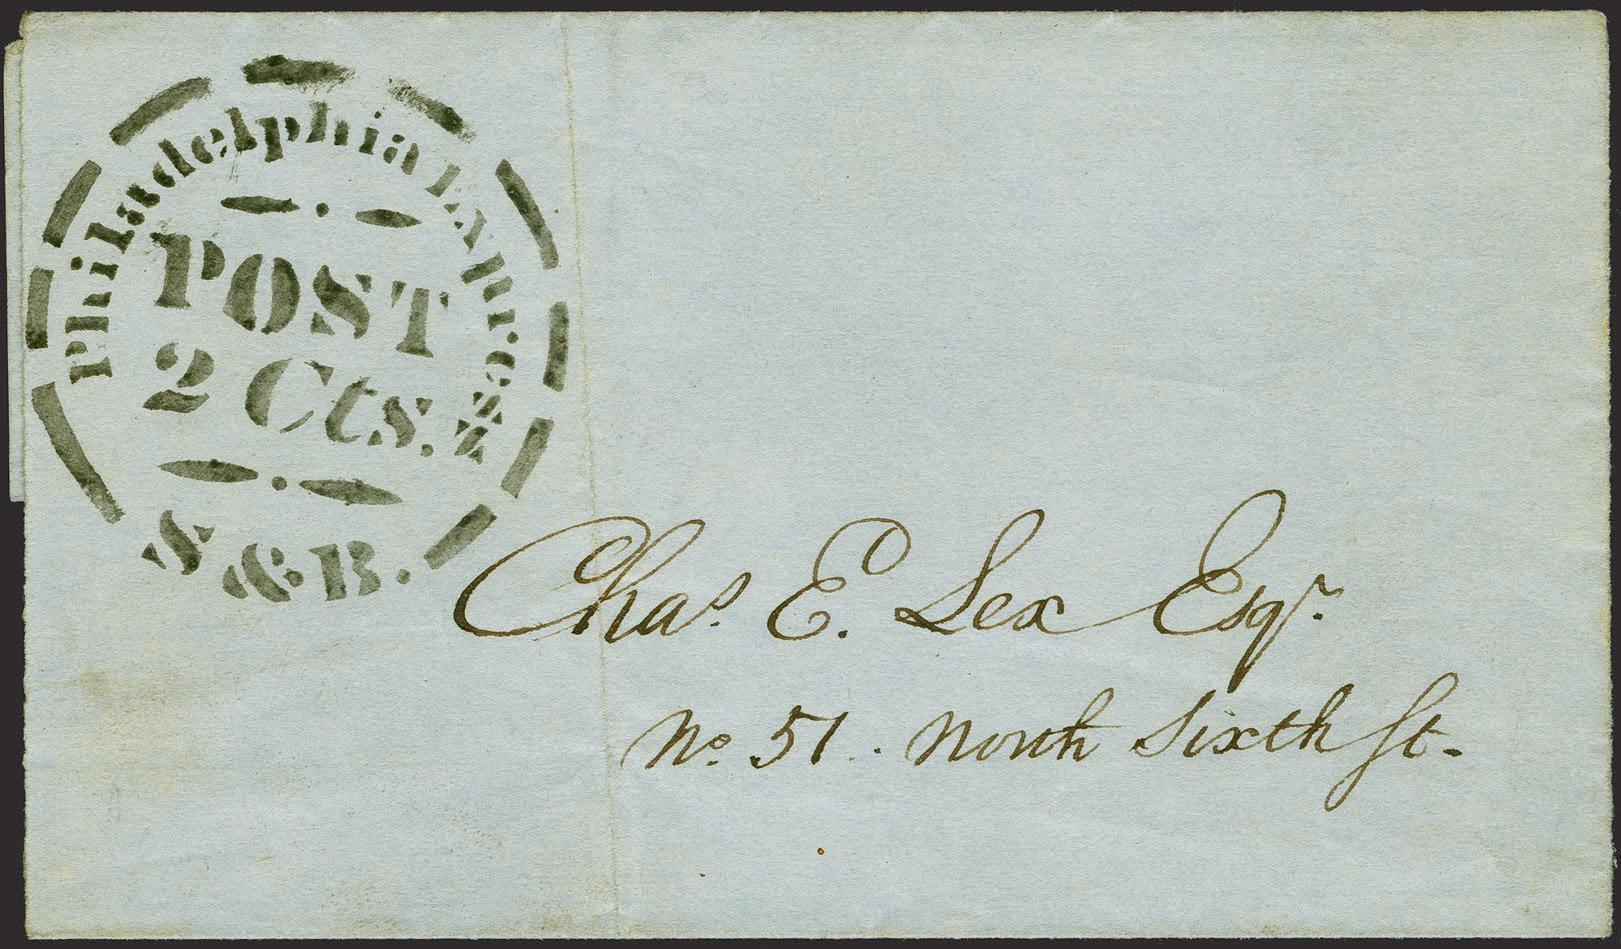 Philadelphia Express
POST
2 Cts.
& R.
Chas. E. Lex Esqr.
No. 51. North Sixth St.